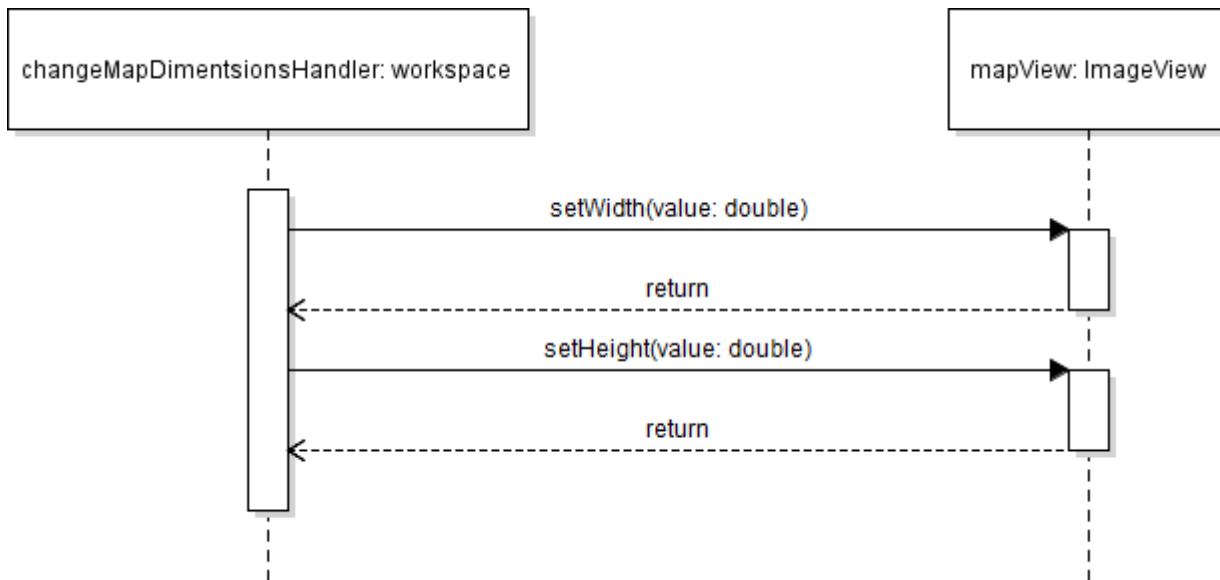 changeMapDimentsionsHandler: workspace
mapView: ImageView
setWidth(value: double)
return
setHeight(value: double)
return